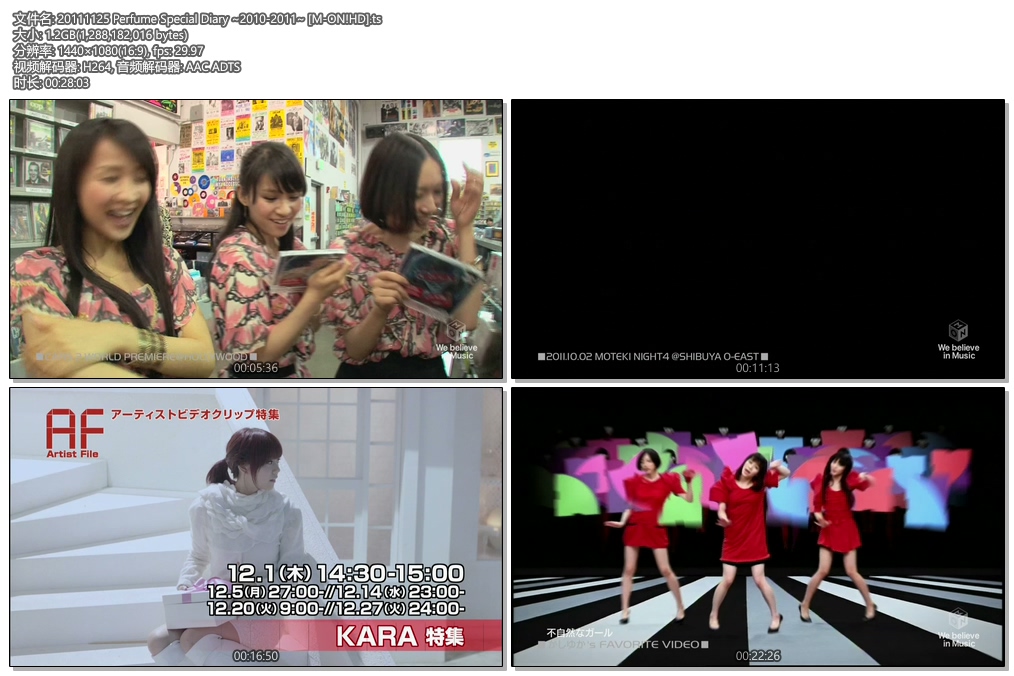 文件名: 20111125 Perfume Special Diary ~2010-2011~ [M-ON!HD].ts
大小: 1.2GB(1,288,182,016 bytes)
分辨率: 1440×1080(16:9), fps: 29.97
视频解码器: H264, 音频解码器: AAC ADTS
时长: 00:28:03
WORLD PREMIERE@HOLLYWOOD■
We believe
in Music
00:05:36
■2011.10.02 MOTEKI NIGHT4 @SHIBUYA O-EAST■
We believe
in Music
00:11:13
AF
Artist File
アーティストビデオクリップ特集
12.1(木) 14:30-15:00
12.5(月) 27:00-//12.14(水) 23:00-
12.20(火) 9:00-//12.27(火) 24:00-
KARA 特集
00:16:50
不自然なガール
's FAVORITE VIDEO■
We believe
in Music
00:22:26